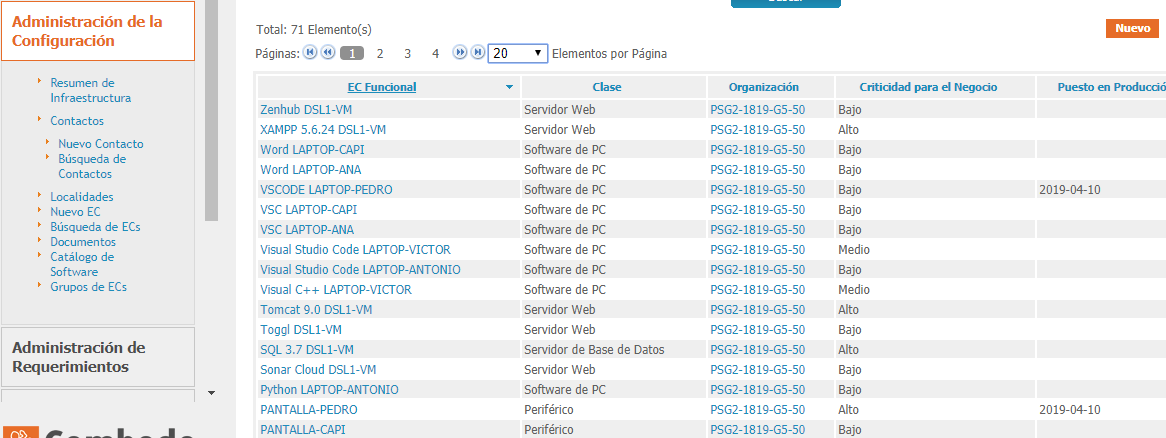 Administración de la
Configuración
Resumen de
Infraestructura
Contactos
Nuevo Contacto
Búsqueda de
Contactos
Localidades
Nuevo EC
Búsqueda de ECs
Documentos
Catálogo de
Software
Grupos de ECs
Administración de
Requerimientos
Total: 71 Elemento(s)
Nuevo
Páginas: 1 2 3 4 20 Elementos por Página
EC Funcional Clase Organización Criticidad para el Negocio Puesto en Producció
Zenhub DSL1-VM Servidor Web PSG2-1819-G5-50 Bajo
XAMPP 5.6.24 DSL1-VM Servidor Web PSG2-1819-G5-50 Alto
Word LAPTOP-CAPI Software de PC PSG2-1819-G5-50 Bajo
Word LAPTOP-ANA Software de PC PSG2-1819-G5-50 Bajo
VSCODE LAPTOP-PEDRO Software de PC PSG2-1819-G5-50 Bajo 2019-04-10
VSC LAPTOP-CAPI Software de PC PSG2-1819-G5-50 Bajo
VSC LAPTOP-ANA Software de PC PSG2-1819-G5-50 Bajo
Visual Studio Code LAPTOP-VICTOR Software de PC PSG2-1819-G5-50 Medio
Visual Studio Code LAPTOP-ANTONIO Software de PC PSG2-1819-G5-50 Bajo
Visual C++ LAPTOP-VICTOR Software de PC PSG2-1819-G5-50 Medio
Tomcat 9.0 DSL1-VM Servidor Web PSG2-1819-G5-50 Alto
Toggl DSL1-VM Servidor Web PSG2-1819-G5-50 Bajo
SQL 3.7 DSL1-VM Servidor de Base de Datos PSG2-1819-G5-50 Alto
Sonar Cloud DSL1-VM Servidor Web PSG2-1819-G5-50 Bajo
Python LAPTOP-ANTONIO Software de PC PSG2-1819-G5-50 Bajo
PANTALLA-PEDRO Periférico PSG2-1819-G5-50 Alto 2019-04-10
PANTALLA-CAPI Periférico PSG2-1819-G5-50 Bajo